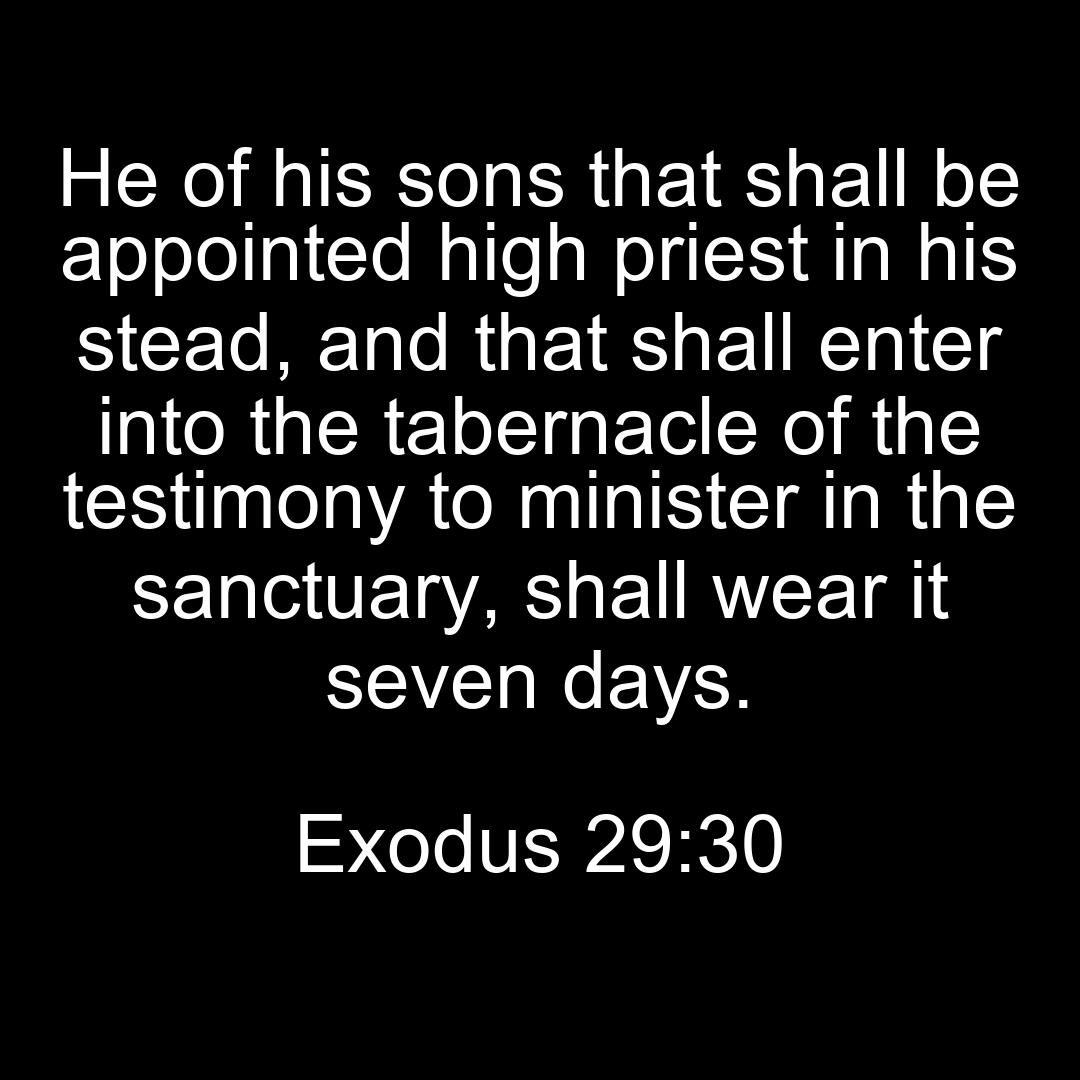 He of his sons that shall be
appointed high priest in his
stead, and that shall enter
into the tabernacle of the
testimony to minister in the
sanctuary, shall wear it
seven days.
Exodus 29:30